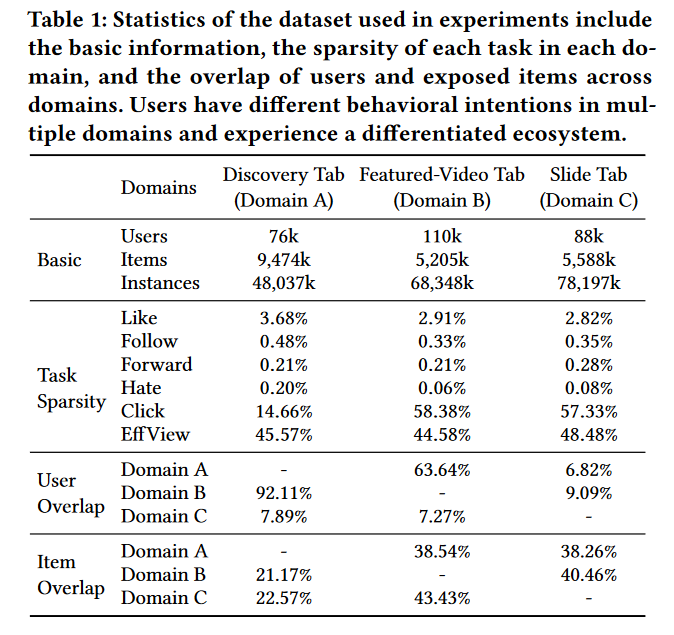 Table 1: Statistics of the dataset used in experiments include
the basic information, the sparsity of each task in each do-
main, and the overlap of users and exposed items across
domains. Users have different behavioral intentions in mul-
tiple domains and experience a differentiated ecosystem.
Domains Discovery Tab (Domain A) Featured-Video Tab (Domain B) Slide Tab (Domain C)
Basic
Users 76k 110k 88k
Items 9,474k 5,205k 5,588k
Instances 48,037k 68,348k 78,197k
Task Sparsity
Like 3.68% 2.91% 2.82%
Follow 0.48% 0.33% 0.35%
Forward 0.21% 0.21% 0.28%
Hate 0.20% 0.06% 0.08%
Click 14.66% 58.38% 57.33%
EffView 45.57% 44.58% 48.48%
User Overlap
Domain A - 63.64% 6.82%
Domain B 92.11% - 9.09%
Domain C 7.89% 7.27% -
Item Overlap
Domain A - 38.54% 38.26%
Domain B 21.17% - 40.46%
Domain C 22.57% 43.43% -